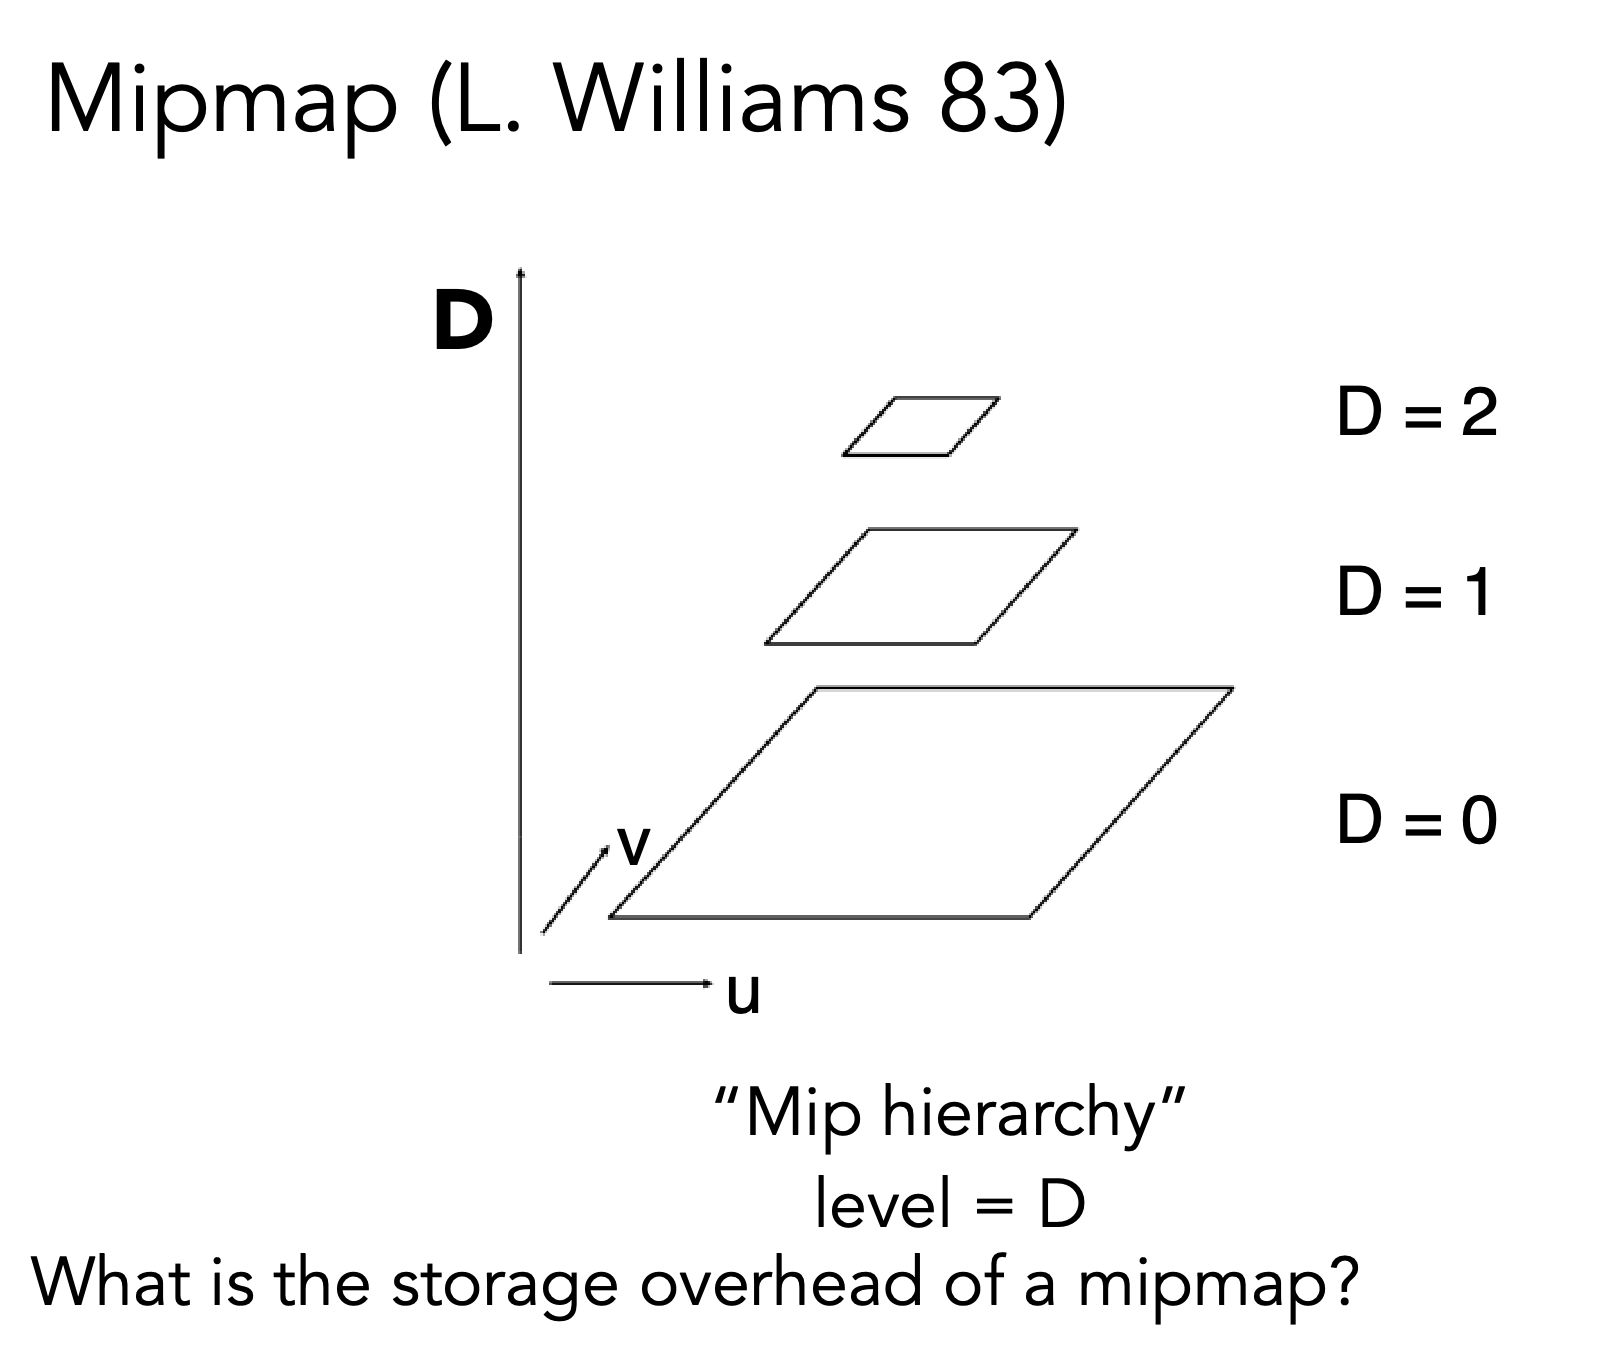 Mipmap (L. Williams 83)
D
D = 2
D = 1
D = 0
v
u
“Mip hierarchy”
level = D
What is the storage overhead of a mipmap?